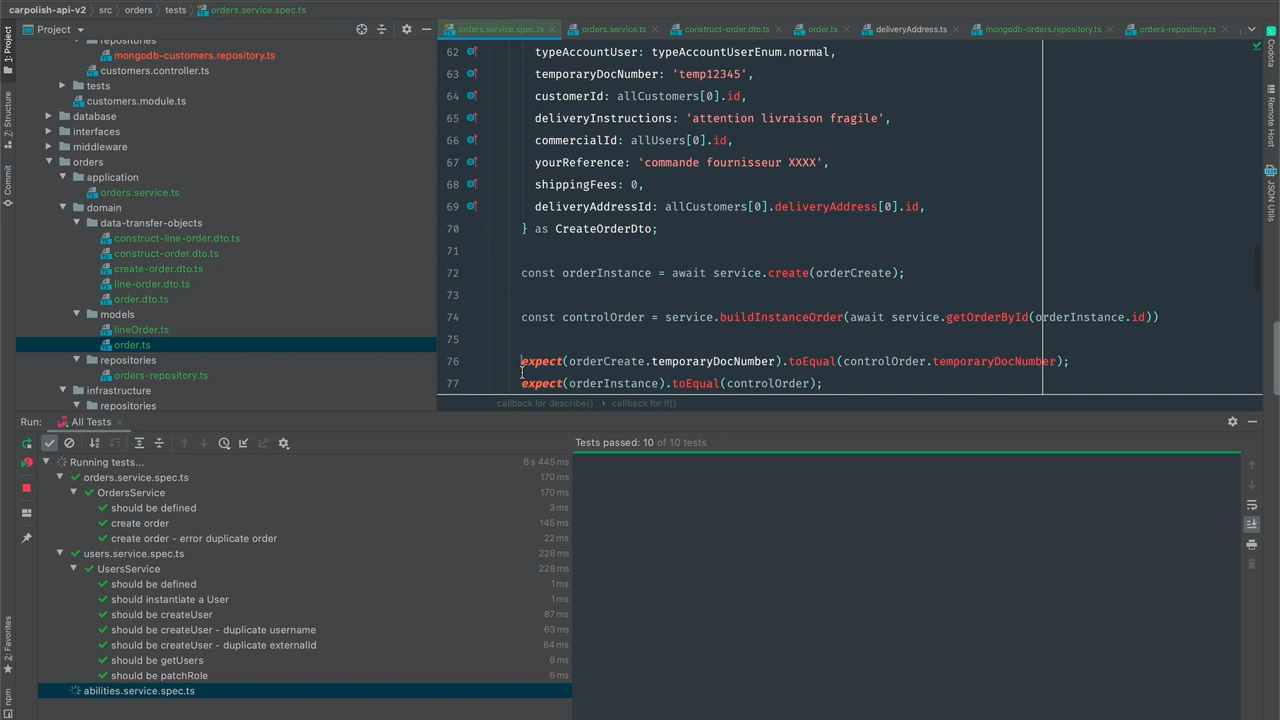 carpolish-api-v2 › src › orders › tests › orders.service.spec.ts
Project
orders.service.spec.ts
orders.service.ts
construct-order.dto.ts
order.ts
deliveryAddress.ts
mongodb-orders.repository.ts
orders-repository.ts
1: Project
7: Structure
Commit
2: Favorites
npm
repositories
mongodb-customers.repository.ts
customers.controller.ts
tests
customers.module.ts
database
interfaces
middleware
orders
application
orders.service.ts
domain
data-transfer-objects
construct-line-order.dto.ts
construct-order.dto.ts
create-order.dto.ts
line-order.dto.ts
order.dto.ts
models
lineOrder.ts
order.ts
repositories
orders-repository.ts
infrastructure
repositories
62 typeAccountUser: typeAccountUserEnum.normal,
63 temporaryDocNumber: 'temp12345',
64 customerId: allCustomers[0].id,
65 deliveryInstructions: 'attention livraison fragile',
66 commercialId: allUsers[0].id,
67 yourReference: 'commande fournisseur XXXX',
68 shippingFees: 0,
69 deliveryAddressId: allCustomers[0].deliveryAddress[0].id,
70 } as CreateOrderDto;
71
72 const orderInstance = await service.create(orderCreate);
73
74 const controlOrder = service.buildInstanceOrder(await service.getOrderById(orderInstance.id))
75
76 expect(orderCreate.temporaryDocNumber).toEqual(controlOrder.temporaryDocNumber);
77 expect(orderInstance).toEqual(controlOrder);
callback for describe() › callback for it()
Codota
Remote Host
JSON Utils
Run: All Tests
Tests passed: 10 of 10 tests
Running tests... 6 s 445 ms
orders.service.spec.ts 170 ms
OrdersService 170 ms
should be defined 3 ms
create order 145 ms
create order - error duplicate order 22 ms
users.service.spec.ts 228 ms
UsersService 228 ms
should be defined 1 ms
should instantiate a User 1 ms
should be createUser 87 ms
should be createUser - duplicate username 63 ms
should be createUser - duplicate externalId 64 ms
should be getUsers 6 ms
should be patchRole 6 ms
abilities.service.spec.ts